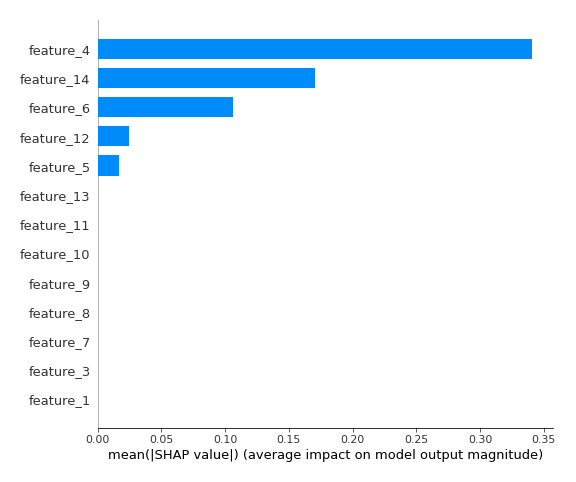 feature_4
feature_14
feature_6
feature_12
feature_5
feature_13
feature_11
feature_10
feature_9
feature_8
feature_7
feature_3
feature_1
0.00 0.05 0.10 0.15 0.20 0.25 0.30 0.35
mean(|SHAP value|) (average impact on model output magnitude)